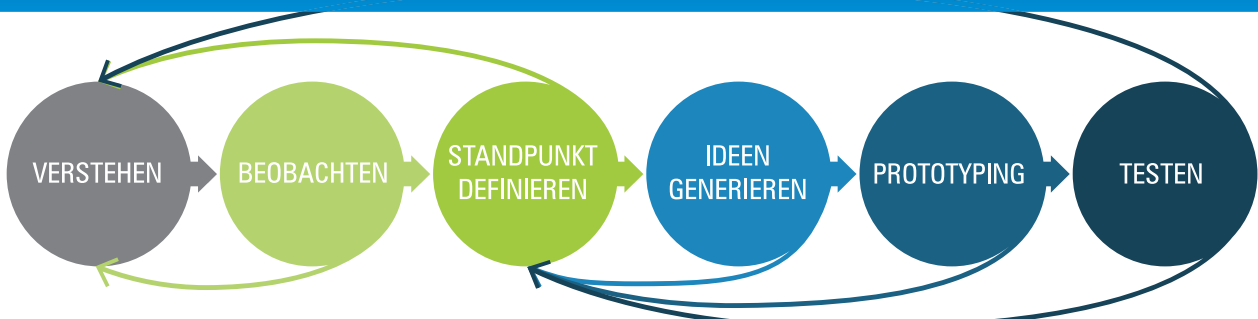 VERSTEHEN
BEOBACHTEN
STANDPUNKT
DEFINIEREN
IDEEN
GENERIEREN
PROTOTYPING
TESTEN